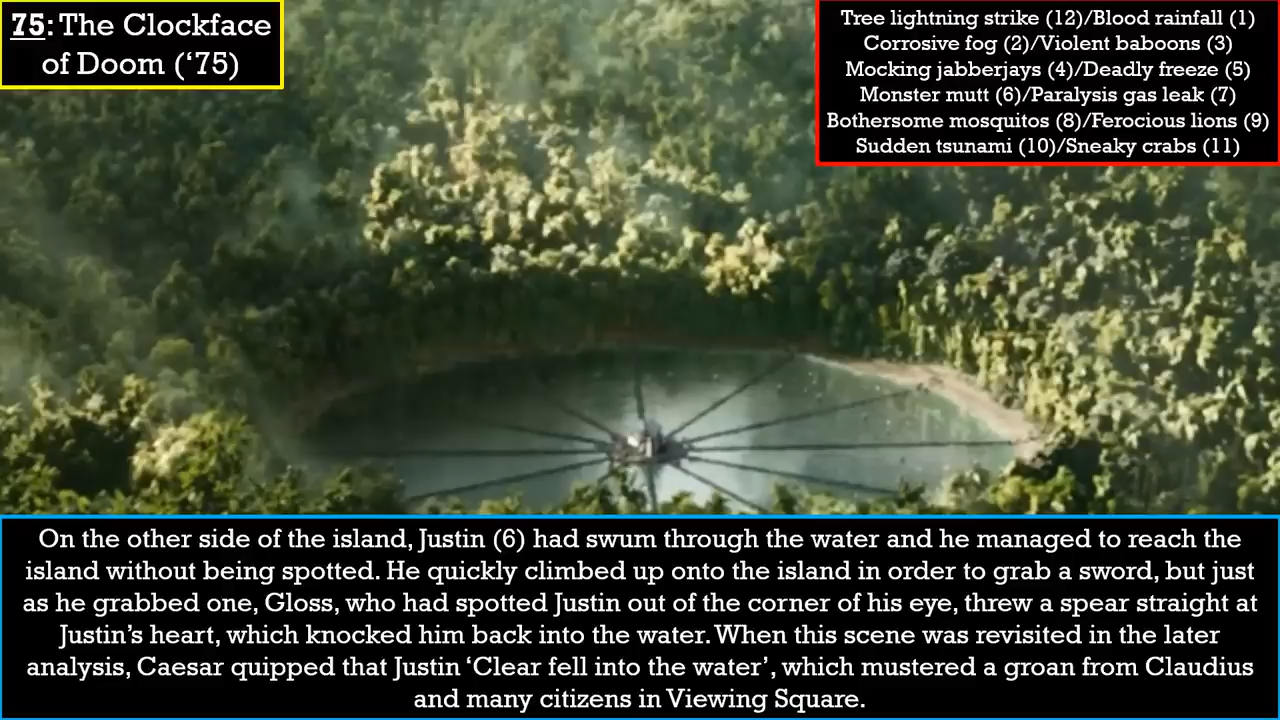 75: The Clockface
of Doom (‘75)
Tree lightning strike (12)/Blood rainfall (1)
Corrosive fog (2)/Violent baboons (3)
Mocking jabberjays (4)/Deadly freeze (5)
Monster mutt (6)/Paralysis gas leak (7)
Bothersome mosquitos (8)/Ferocious lions (9)
Sudden tsunami (10)/Sneaky crabs (11)
On the other side of the island, Justin (6) had swum through the water and he managed to reach the
island without being spotted. He quickly climbed up onto the island in order to grab a sword, but just
as he grabbed one, Gloss, who had spotted Justin out of the corner of his eye, threw a spear straight at
Justin’s heart, which knocked him back into the water. When this scene was revisited in the later
analysis, Caesar quipped that Justin ‘Clear fell into the water’, which mustered a groan from Claudius
and many citizens in Viewing Square.